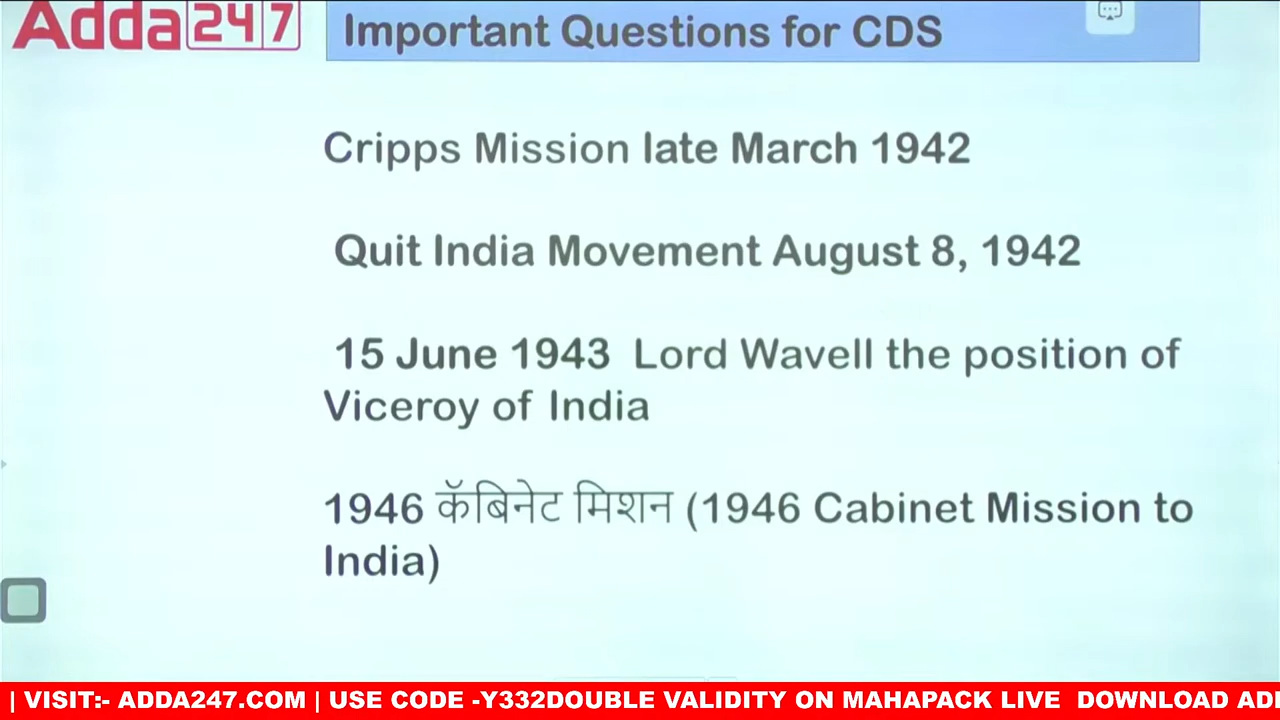 Adda247
Important Questions for CDS
Cripps Mission late March 1942
Quit India Movement August 8, 1942
15 June 1943 Lord Wavell the position of
Viceroy of India
1946 कॅबिनेट मिशन (1946 Cabinet Mission to
India)
| VISIT:- ADDA247.COM | USE CODE -Y332DOUBLE VALIDITY ON MAHAPACK LIVE DOWNLOAD AD